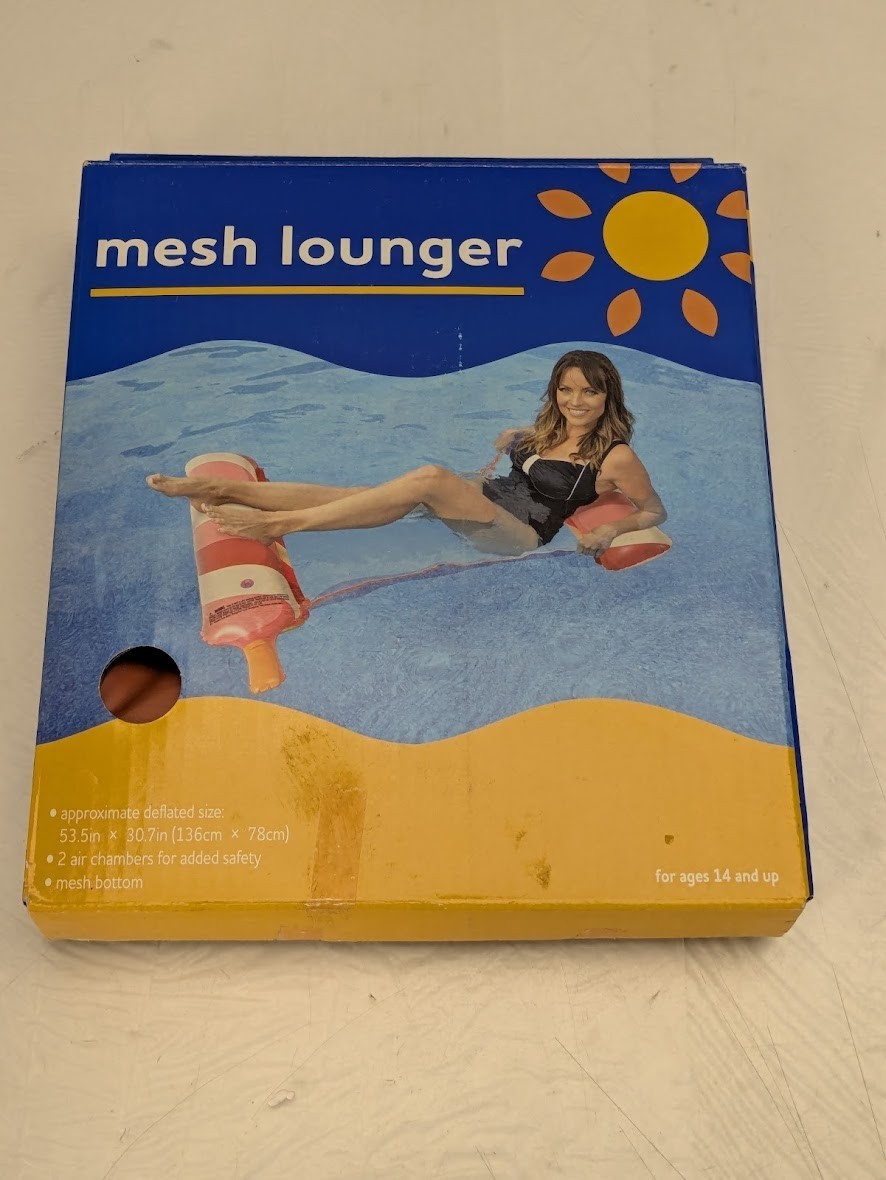 mesh lounger
• approximate deflated size:
53.5in × 30.7in (136cm × 78cm)
• 2 air chambers for added safety
• mesh bottom
for ages 14 and up